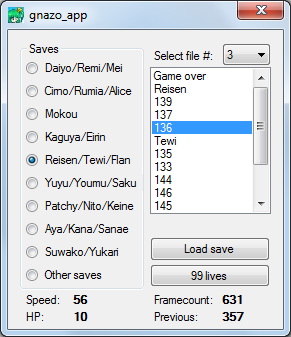 gnazo_app
Saves
Daiyo/Remi/Mei
Cirno/Rumia/Alice
Mokou
Kaguya/Eirin
Reisen/Tewi/Flan
Yuyu/Youmu/Saku
Patchy/Nito/Keine
Aya/Kana/Sanae
Suwako/Yukari
Other saves
Select file #: 3
Game over
Reisen
139
137
136
Tewi
135
133
144
146
145
Load save
99 lives
Speed: 56
HP: 10
Framecount: 631
Previous: 357